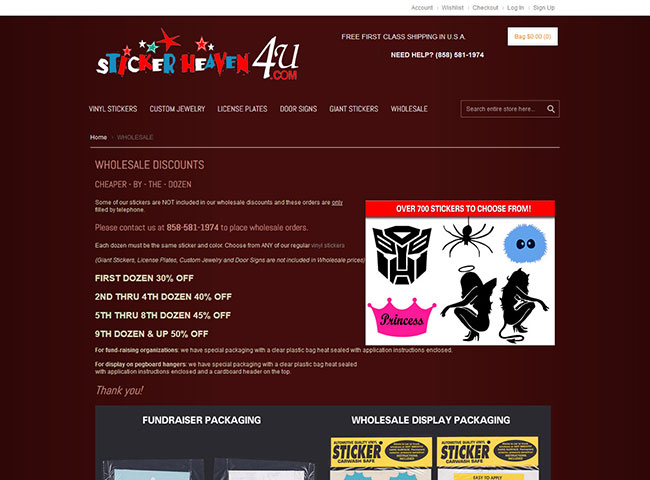 Account Wishlist Checkout Log In Sign Up
STICKER HEAVEN 4U .COM
FREE FIRST CLASS SHIPPING IN U.S.A.
Bag $0.00 (0)
NEED HELP? (858) 581-1974
VINYL STICKERS CUSTOM JEWELRY LICENSE PLATES DOOR SIGNS GIANT STICKERS WHOLESALE
Search entire store here...
Home WHOLESALE
WHOLESALE DISCOUNTS
CHEAPER - BY - THE - DOZEN
Some of our stickers are NOT included in our wholesale discounts and these orders are only
filled by telephone.
Please contact us at 858-581-1974 to place wholesale orders.
Each dozen must be the same sticker and color. Choose from ANY of our regular vinyl stickers
(Giant Stickers, License Plates, Custom Jewelry and Door Signs are not included in Wholesale prices)
FIRST DOZEN 30% OFF
2ND THRU 4TH DOZEN 40% OFF
5TH THRU 8TH DOZEN 45% OFF
9TH DOZEN & UP 50% OFF
OVER 700 STICKERS TO CHOOSE FROM!
Princess
For fund-raising organizations: we have special packaging with a clear plastic bag heat sealed with application instructions enclosed.
For display on pegboard hangers: we have special packaging with a clear plastic bag heat sealed
with application instructions enclosed and a cardboard header on the top.
Thank you!
FUNDRAISER PACKAGING
WHOLESALE DISPLAY PACKAGING
AUTOMOTIVE QUALITY VINYL
STICKER
CARWASH SAFE
AUTOMOTIVE QUALITY VINYL
STICKER
CARWASH SAFE
EASY TO APPLY